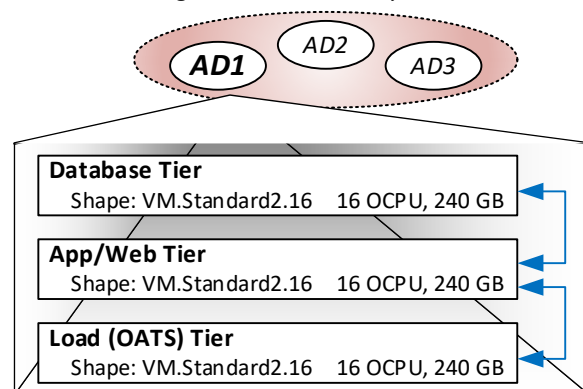 AD1 AD2 AD3
Database Tier
Shape: VM.Standard2.16 16 OCPU, 240 GB
App/Web Tier
Shape: VM.Standard2.16 16 OCPU, 240 GB
Load (OATS) Tier
Shape: VM.Standard2.16 16 OCPU, 240 GB